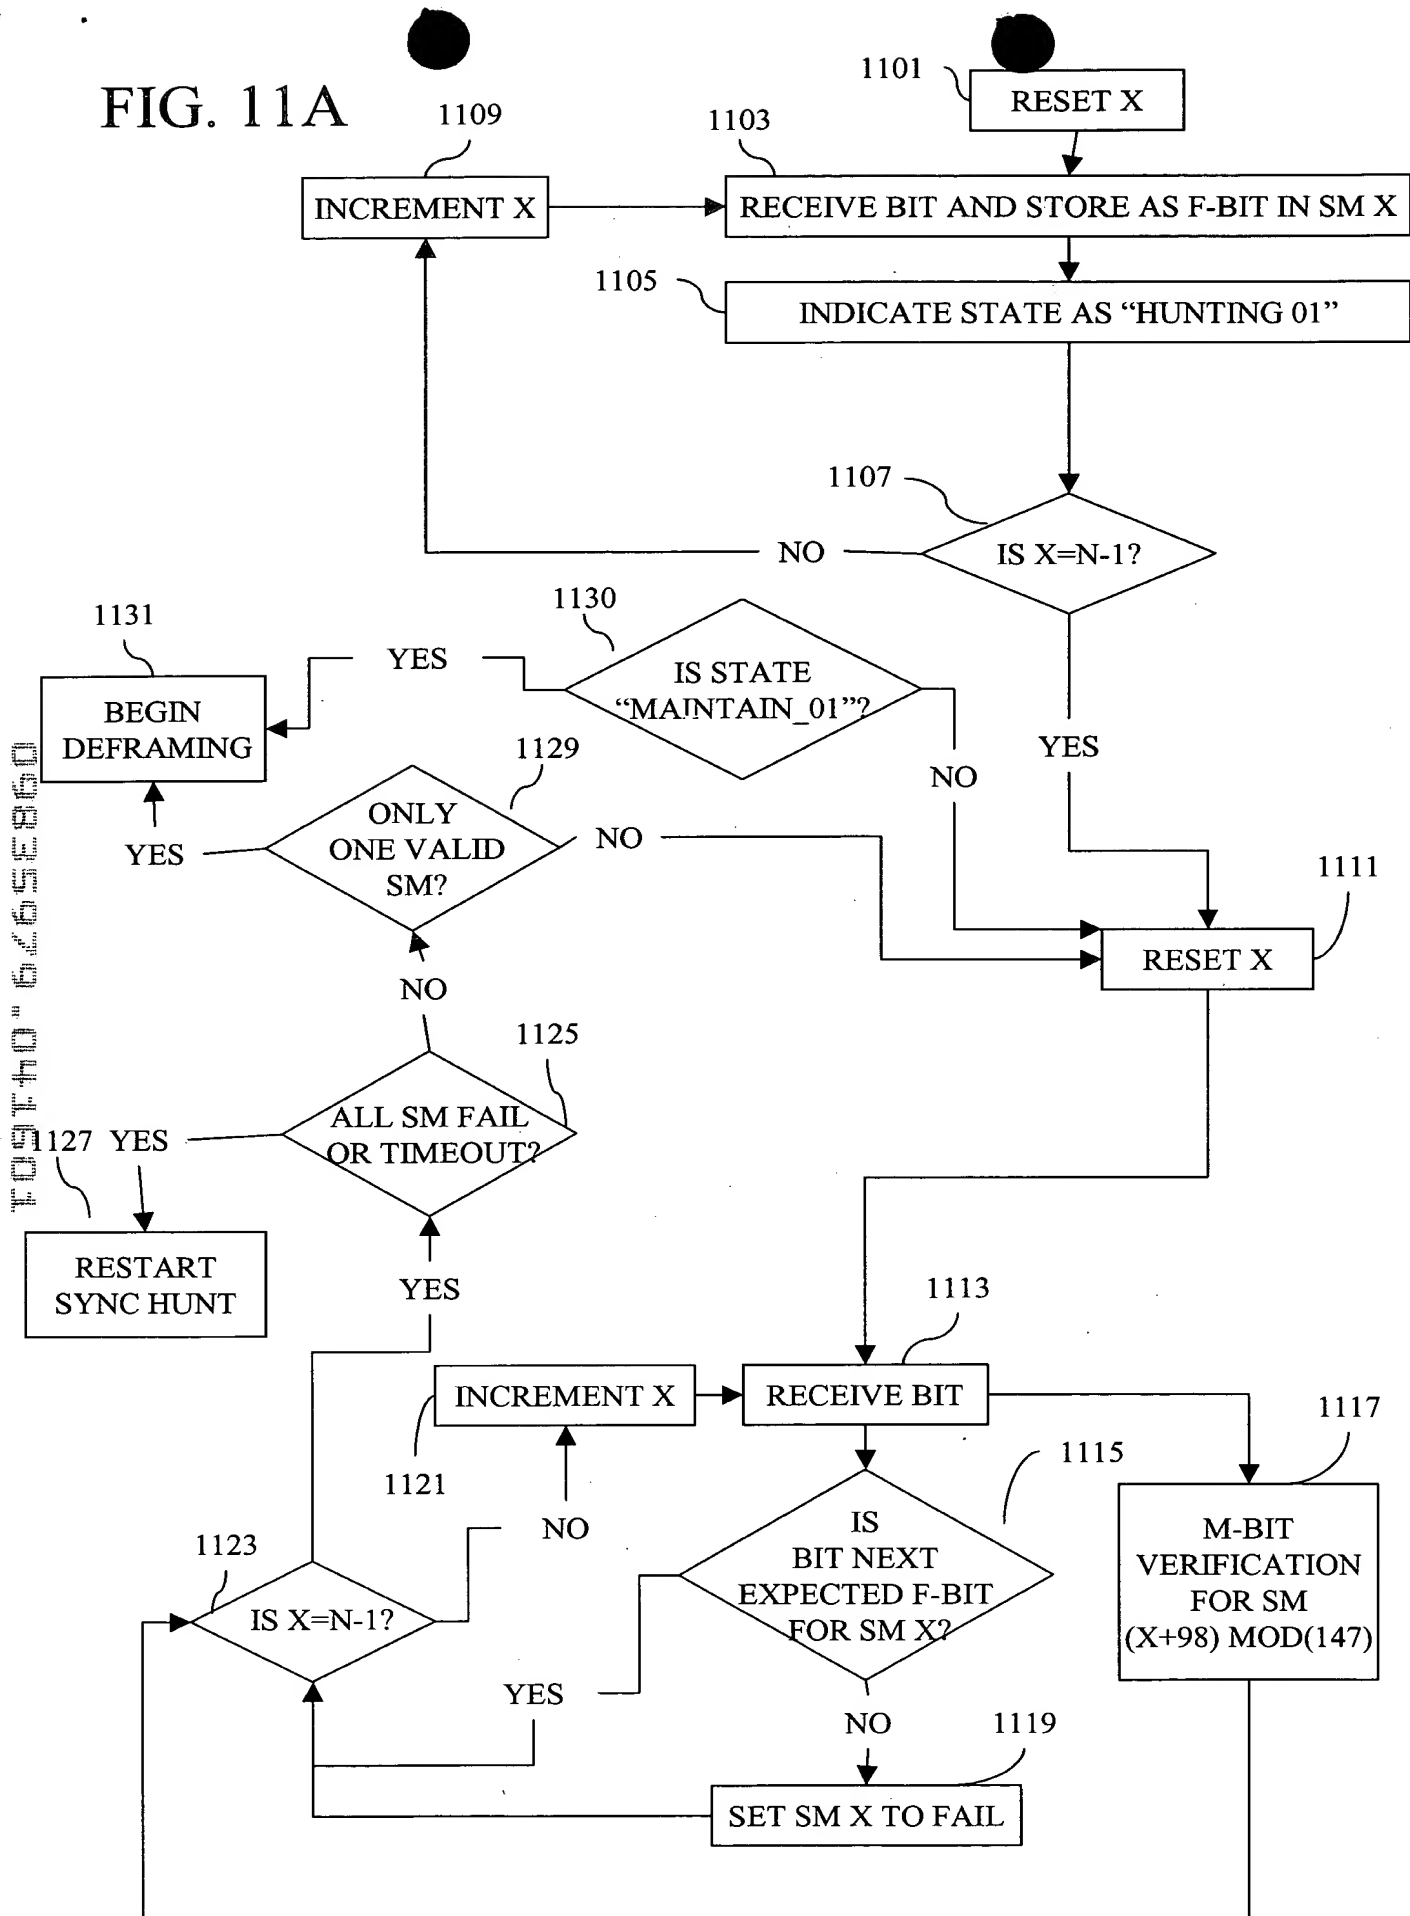 FIG. 11A
1101
RESET X
1109
1103
INCREMENT X
RECEIVE BIT AND STORE AS F-BIT IN SM X
1105
INDICATE STATE AS “HUNTING 01”
1107
IS X=N-1?
NO
YES
1130
IS STATE
“MAINTAIN_01”?
YES
NO
1131
BEGIN
DEFRAMING
1129
ONLY
ONE VALID
SM?
YES
NO
1111
RESET X
NO
1125
ALL SM FAIL
OR TIMEOUT?
1127
YES
RESTART
SYNC HUNT
YES
1113
INCREMENT X
RECEIVE BIT
1121
NO
1115
IS
BIT NEXT
EXPECTED F-BIT
FOR SM X?
1117
M-BIT
VERIFICATION
FOR SM
(X+98) MOD(147)
1123
IS X=N-1?
YES
NO
1119
SET SM X TO FAIL